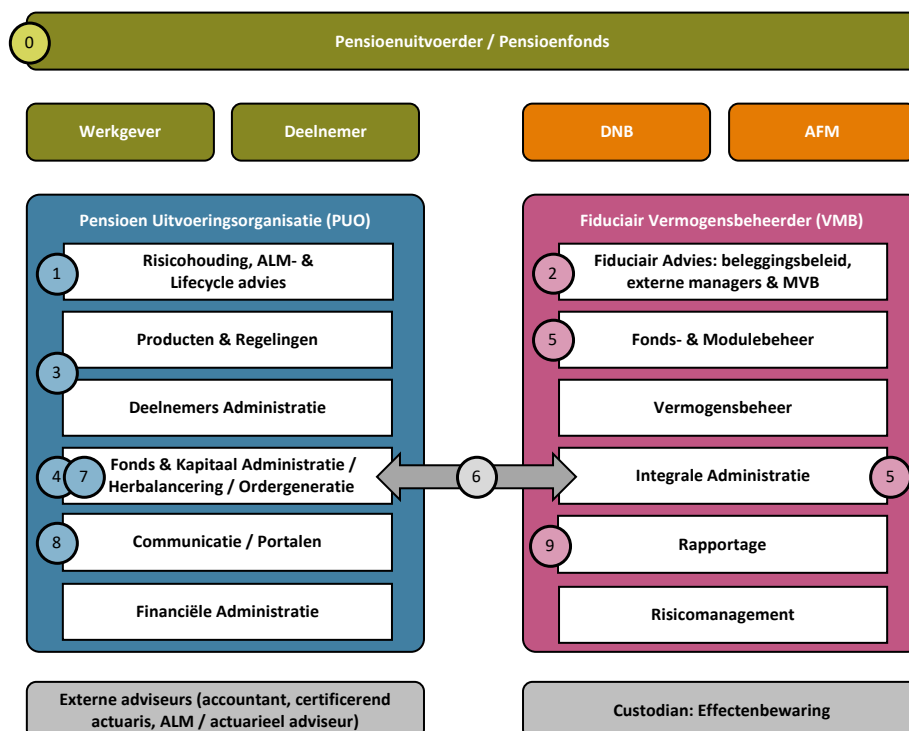 0
Pensioenuitvoerder / Pensioenfonds
Werkgever
Deelnemer
DNB
AFM
Pensioen Uitvoeringsorganisatie (PUO)
1
Risicohouding, ALM- &
Lifecycle advies
Producten & Regelingen
3
Deelnemers Administratie
4
7
Fonds & Kapitaal Administratie /
Herbalancering / Ordergeneratie
8
Communicatie / Portalen
Financiële Administratie
6
Fiduciair Vermogensbeheerder (VMB)
2
Fiduciair Advies: beleggingsbeleid,
externe managers & MVB
5
Fonds- & Modulebeheer
Vermogensbeheer
Integrale Administratie
5
9
Rapportage
Risicomanagement
Externe adviseurs (accountant, certificerend
actuaris, ALM / actuarieel adviseur)
Custodian: Effectenbewaring